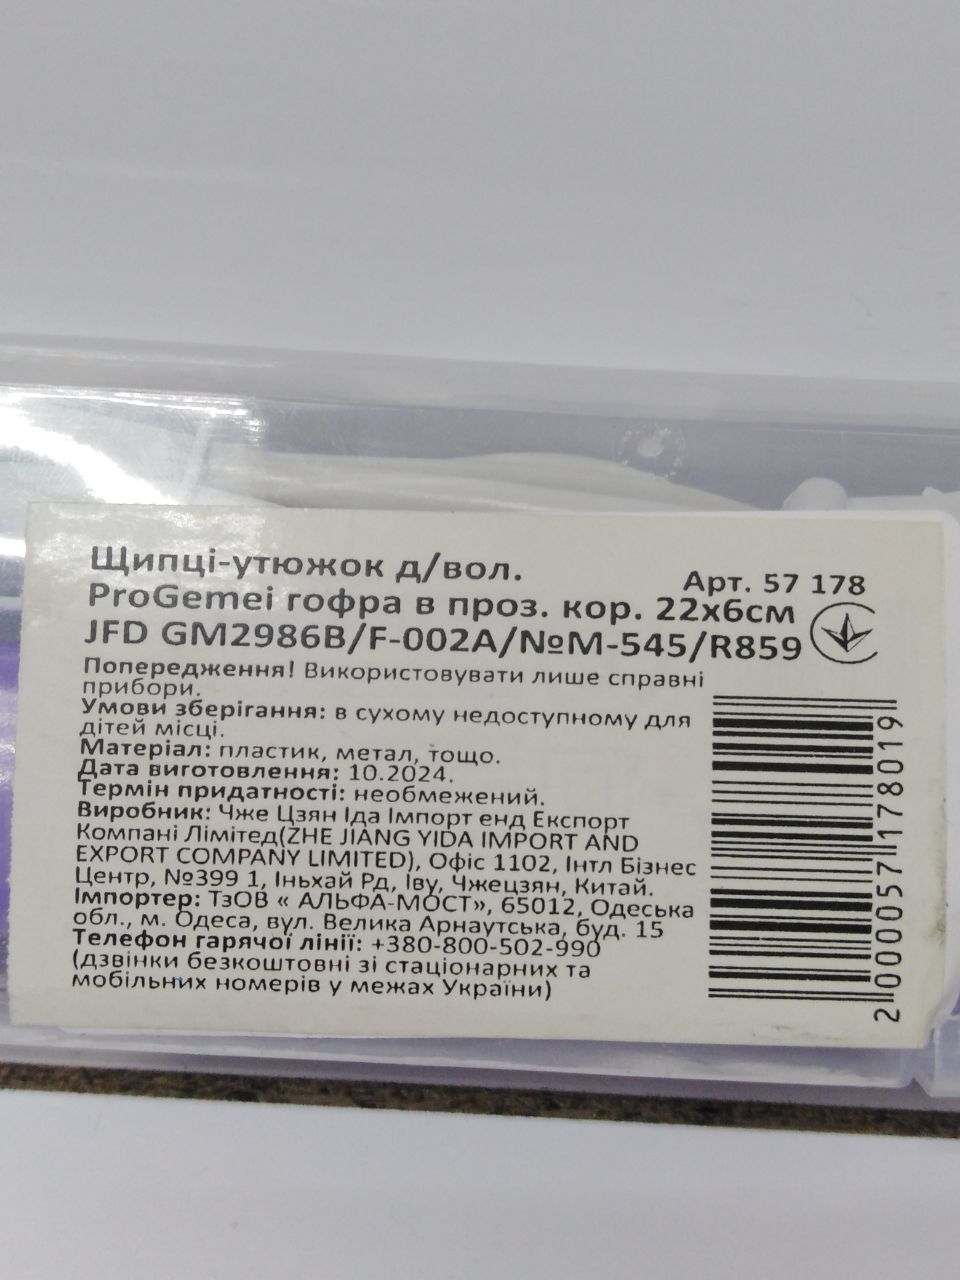 Щипці-утюжок д/вол.
Арт. 57 178
ProGemei гофра в проз. кор. 22х6см
JFD GM2986B/F-002A/№M-545/R859
Попередження! Використовувати лише справні
прибори.
Умови зберігання: в сухому недоступному для
дітей місці.
Матеріал: пластик, метал, тощо.
Дата виготовлення: 10.2024.
Термін придатності: необмежений.
Виробник: Чже Цзян Іда Імпорт енд Експорт
Компані Лімітед(ZHE JIANG YIDA IMPORT AND
EXPORT COMPANY LIMITED), Офіс 1102, Інтл Бізнес
Центр, №399 1, Іньхай Рд, Іву, Чжецзян, Китай.
Імпортер: ТзОВ « АЛЬФА-МОСТ», 65012, Одеська
обл., м. Одеса, вул. Велика Арнаутська, буд. 15
Телефон гарячої лінії: +380-800-502-990
(дзвінки безкоштовні зі стаціонарних та
мобільних номерів у межах України)
2000057178019